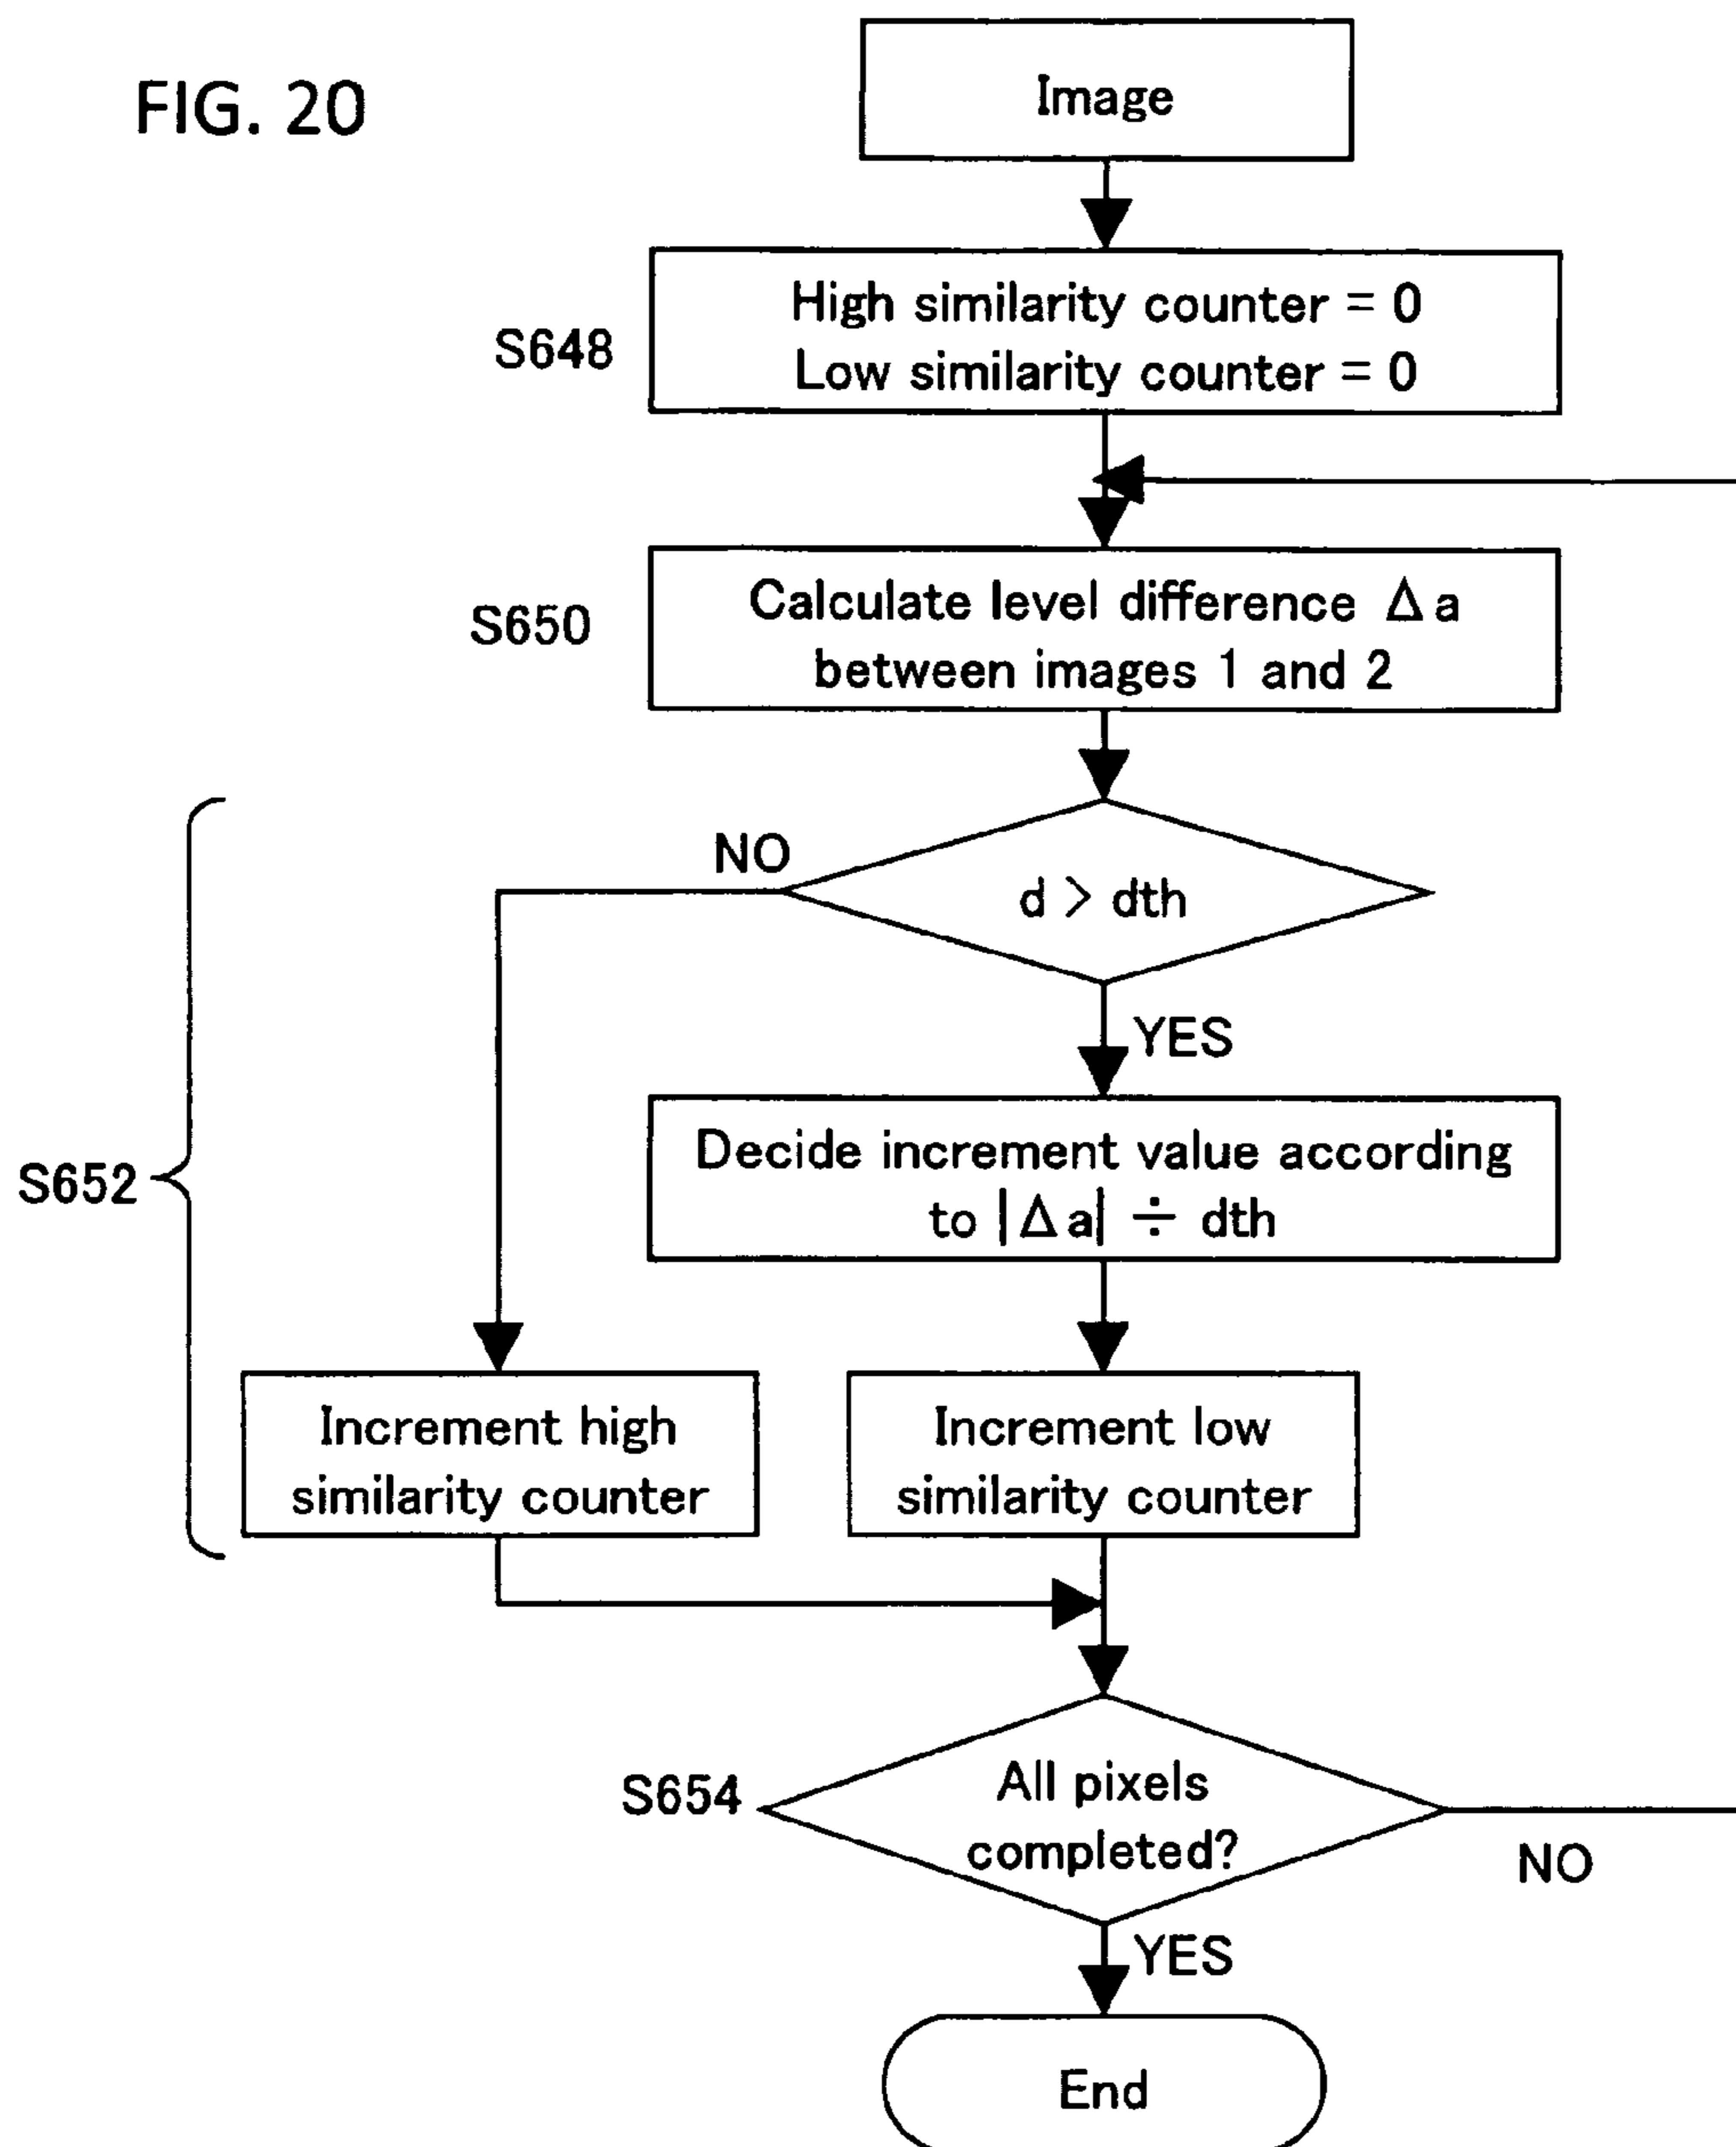 FIG. 20
Image
S648
High similarity counter = 0
Low similarity counter = 0
S650
Calculate level difference Δa
between images 1 and 2
NO
d > dth
YES
S652
Decide increment value according
to |Δa| ÷ dth
Increment high
similarity counter
Increment low
similarity counter
S654
All pixels
completed?
NO
YES
End